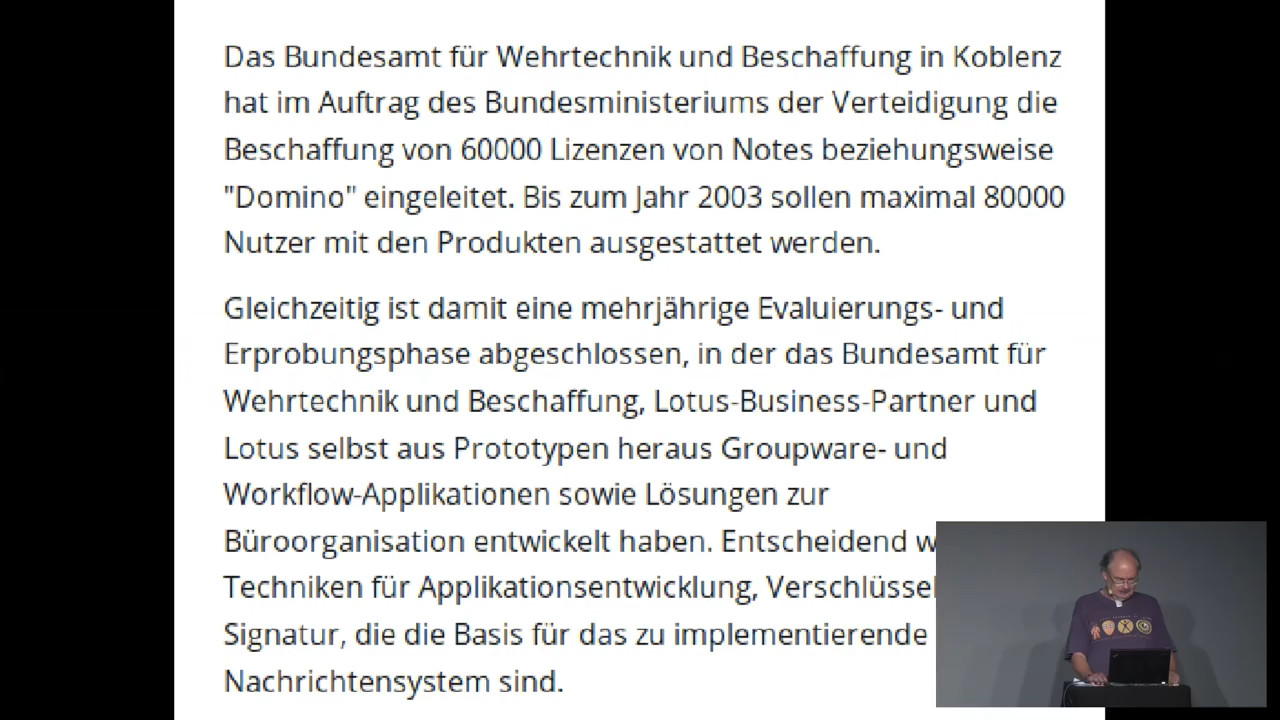 Das Bundesamt für Wehrtechnik und Beschaffung in Koblenz
hat im Auftrag des Bundesministeriums der Verteidigung die
Beschaffung von 60000 Lizenzen von Notes beziehungsweise
"Domino" eingeleitet. Bis zum Jahr 2003 sollen maximal 80000
Nutzer mit den Produkten ausgestattet werden.
Gleichzeitig ist damit eine mehrjährige Evaluierungs- und
Erprobungsphase abgeschlossen, in der das Bundesamt für
Wehrtechnik und Beschaffung, Lotus-Business-Partner und
Lotus selbst aus Prototypen heraus Groupware- und
Workflow-Applikationen sowie Lösungen zur
Büroorganisation entwickelt haben. Entscheidend
Techniken für Applikationsentwicklung,
Signatur, die die Basis für das zu implementierende
Nachrichtensystem sind.